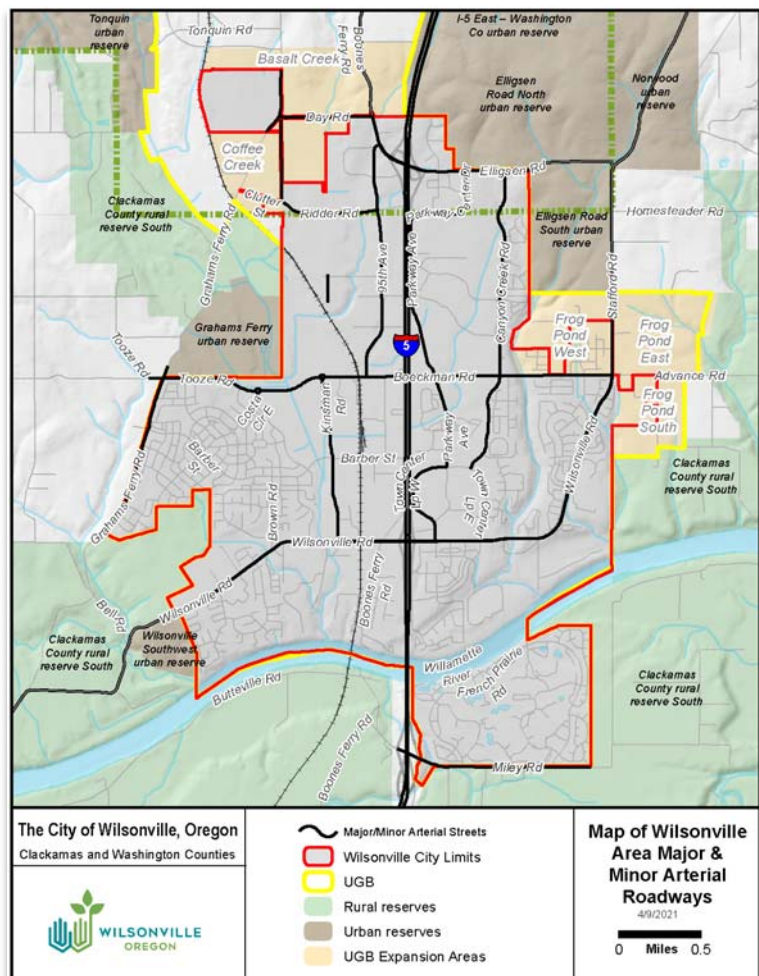 Tonquin
urban
reserve
Tonquin Rd
Boones
Ferry Rd
I-5 East – Washington
Co urban reserve
Basalt Creek
Elligsen
Road North
urban reserve
Norwood
urban
reserve
Day Rd
Coffee
Creek
Elligsen Rd
Clackamas
County rural
reserve South
Clutter
St
Ridder Rd
Parkway Center Dr
Elligsen Road
South urban
reserve
Homesteader Rd
Grahams Ferry Rd
95th Ave
Parkway Ave
Canyon Creek Rd
Stafford Rd
Grahams Ferry
urban reserve
5
Frog
Pond
West
Frog
Pond
East
Tooze Rd
Tooze Rd
Boeckman Rd
Advance Rd
Costa
Cir E
Kinsman
Rd
Parkway
Ave
Frog
Pond
South
Barber
St
Barber St
Town Center
Lp W
Town Center
Lp E
Wilsonville Rd
Clackamas
County rural
reserve South
Grahams Ferry Rd
Brown Rd
Wilsonville Rd
Boones Ferry
Rd
Bell Rd
Wilsonville Rd
Clackamas
County rural
reserve South
Wilsonville
Southwest
urban reserve
Willamette
River
French Prairie
Rd
Clackamas
County rural
reserve South
Butteville Rd
Boones Ferry Rd
Miley Rd
The City of Wilsonville, Oregon
Clackamas and Washington Counties
WILSONVILLE
OREGON
Major/Minor Arterial Streets
Wilsonville City Limits
UGB
Rural reserves
Urban reserves
UGB Expansion Areas
Map of Wilsonville
Area Major &
Minor Arterial
Roadways
4/9/2021
0 Miles 0.5